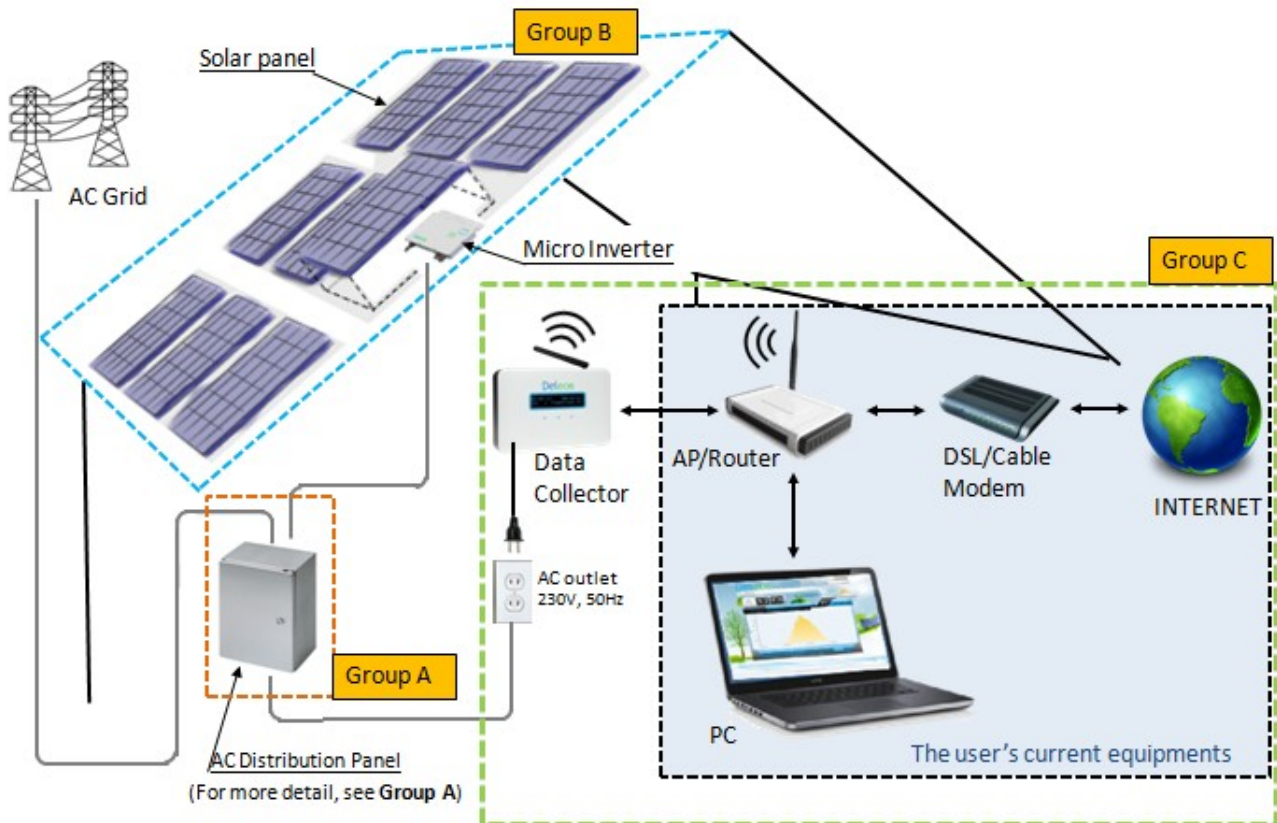 Group B
Solar panel
AC Grid
Micro Inverter
Group C
Data
Collector
AP/Router
DSL/Cable
Modem
INTERNET
AC outlet
230V, 50Hz
Group A
PC
The user's current equipments
AC Distribution Panel
(For more detail, see Group A)